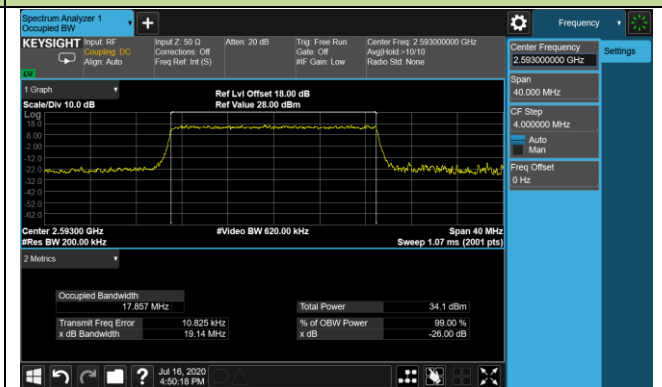 Spectrum Analyzer 1
Occupied BW
+
Frequency
KEYSIGHT
Input: RF
Coupling: DC
Align: Auto
Input Z: 50 Ω
Corrections: Off
Freq Ref: Int (S)
Atten: 20 dB
Trig: Free Run
Gate: Off
#IF Gain: Low
Center Freq: 2.593000000 GHz
Avg|Hold:>10/10
Radio Std: None
Center Frequency
2.593000000 GHz
Settings
Span
40.000 MHz
CF Step
4.000000 MHz
Auto
Man
Freq Offset
0 Hz
1 Graph
Scale/Div 10.0 dB
Ref Lvl Offset 18.00 dB
Ref Value 28.00 dBm
Log
18.0
8.00
-2.00
-12.0
-22.0
-32.0
-42.0
-52.0
-62.0
Center 2.59300 GHz
#Video BW 620.00 kHz
Span 40 MHz
#Res BW 200.00 kHz
Sweep 1.07 ms (2001 pts)
2 Metrics
Occupied Bandwidth
17.857 MHz
Total Power
34.1 dBm
Transmit Freq Error
10.825 kHz
% of OBW Power
99.00 %
x dB Bandwidth
19.14 MHz
x dB
-26.00 dB
?
Jul 16, 2020
4:50:18 PM